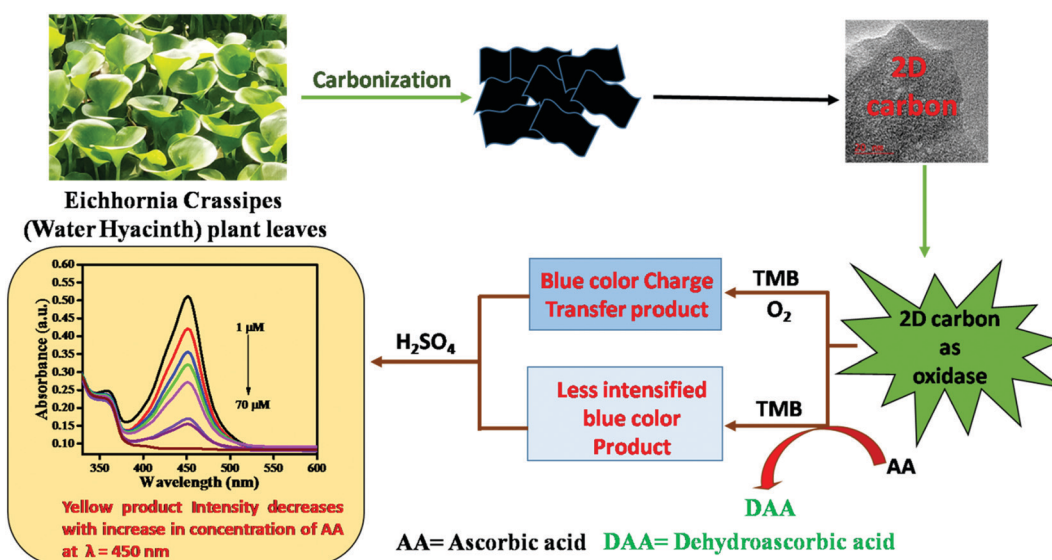 Carbonization
2D
carbon
Eichhornia Crassipes
(Water Hyacinth) plant leaves
Blue color Charge
Transfer product
TMB
O2
2D carbon
as
oxidase
H2SO4
Less intensified
blue color
Product
TMB
AA
DAA
0.60
0.50
0.45
0.40
0.35
0.30
0.25
0.20
0.15
0.10
Absorbance (a.u.)
1 µM
70 µM
350 400 450 500 550 600
Wavelength (nm)
Yellow product Intensity decreases
with increase in concentration of AA
at λ = 450 nm
AA= Ascorbic acid DAA= Dehydroascorbic acid